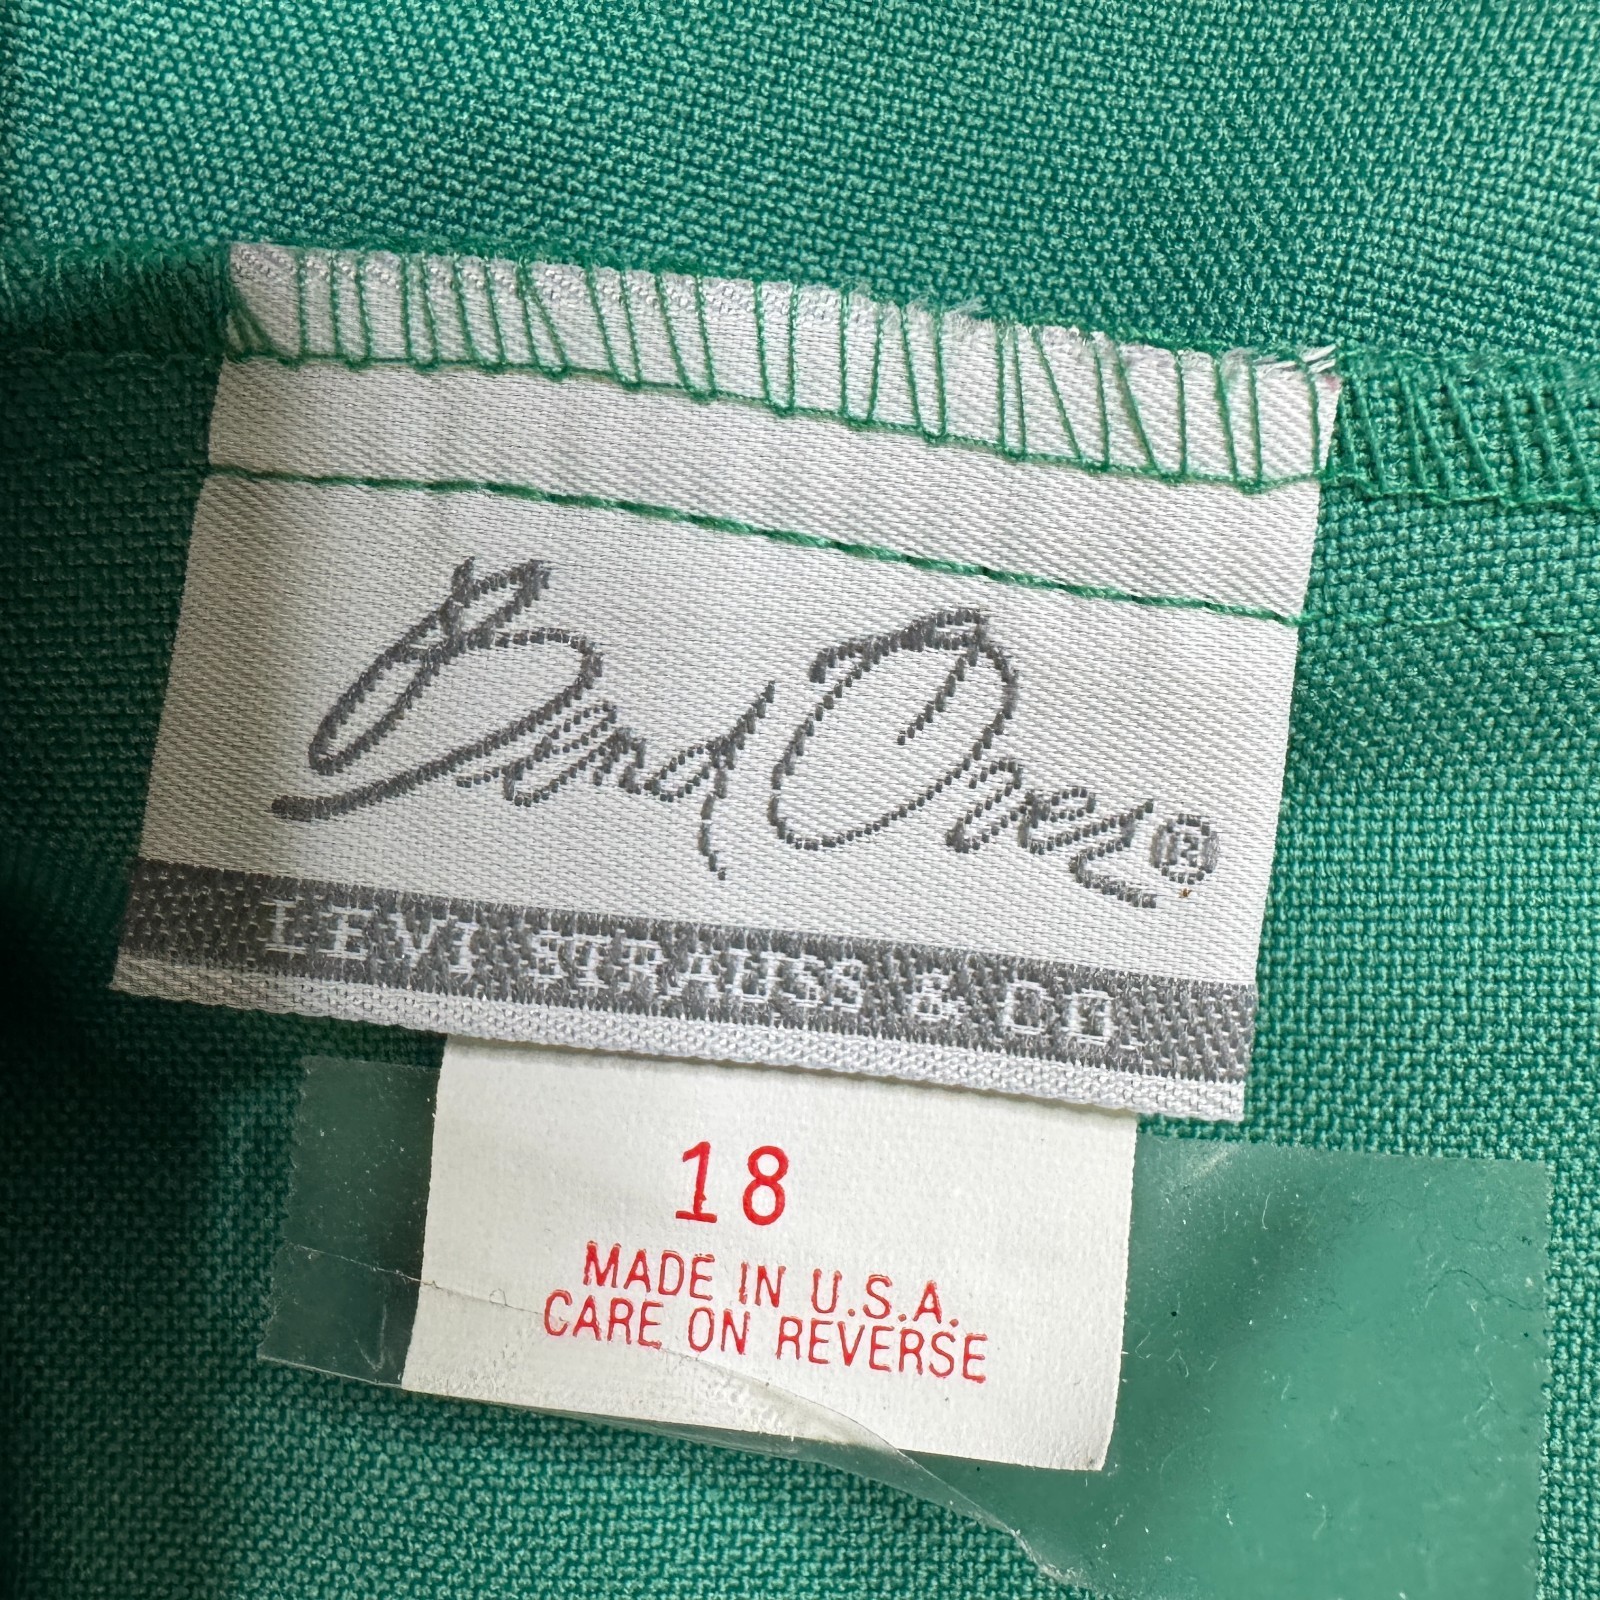 Bend Over®
LEVI STRAUSS & CO.
18
MADE IN U.S.A.
CARE ON REVERSE